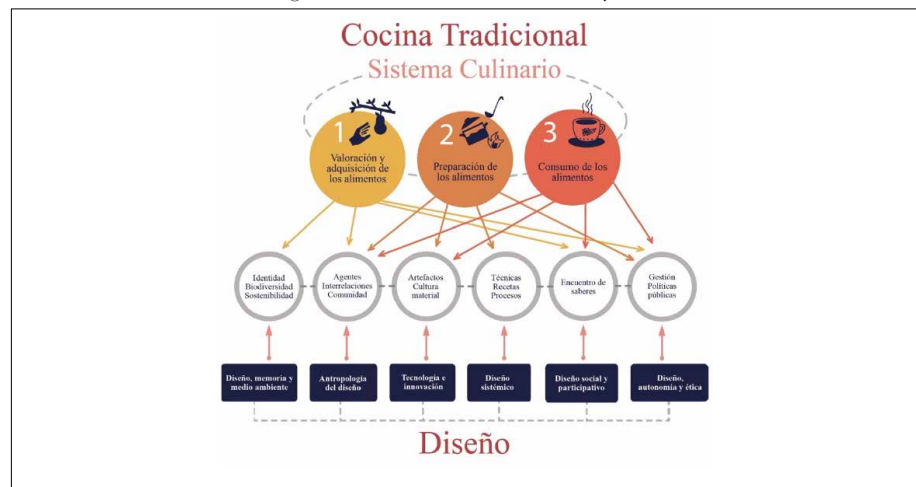 Cocina Tradicional
Sistema Culinario
1
Valoración y
adquisición de
los alimentos
2
Preparación de
los alimentos
3
Consumo de los
alimentos
Identidad
Biodiversidad
Sostenibilidad
Agentes
Interrelaciones
Comunidad
Artefactos
Cultura
material
Técnicas
Recetas
Procesos
Encuentro de
saberes
Gestión
Políticas
públicas
Diseño, memoria y
medio ambiente
Antropología
del diseño
Tecnología e
innovación
Diseño
sistémico
Diseño social y
participativo
Diseño,
autonomía y ética
Diseño